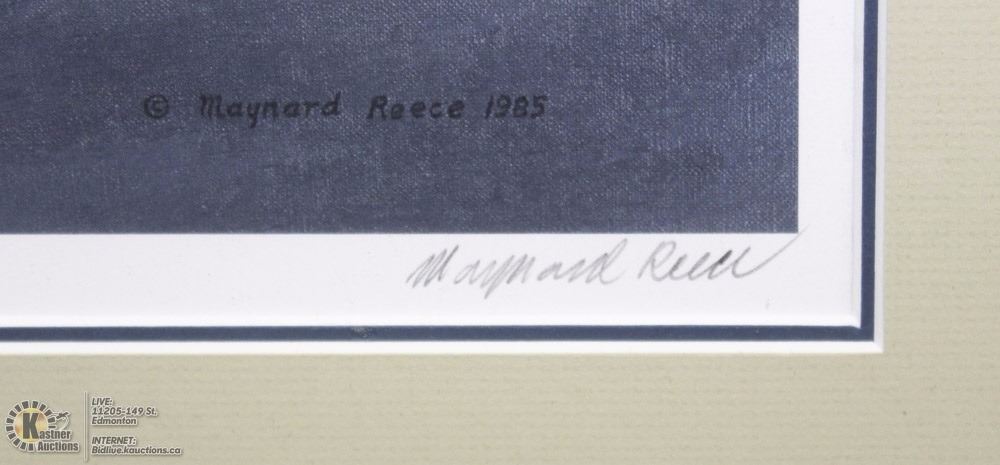 © Maynard Reece 1985
Maynard Reece
Kastner
Auctions
LIVE:
11205-149 St.
Edmonton
INTERNET:
Bidlive.kauctions.ca